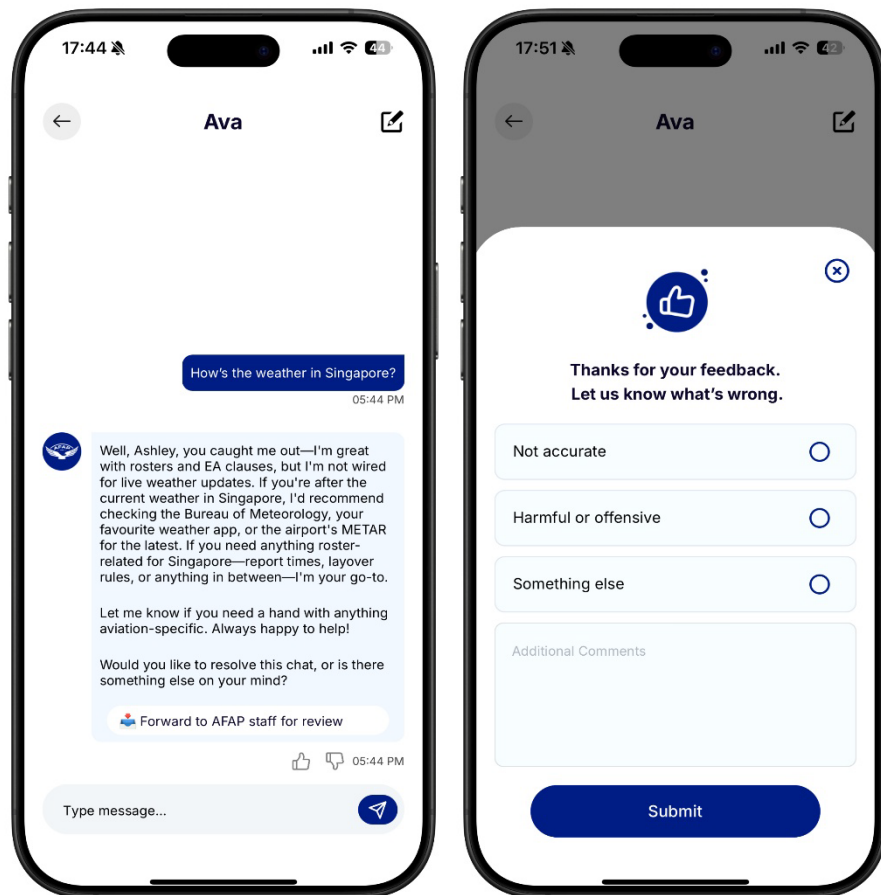 17:44
44
Ava
How's the weather in Singapore?
05:44 PM
AFAP
Well, Ashley, you caught me out—I'm great
with rosters and EA clauses, but I'm not wired
for live weather updates. If you're after the
current weather in Singapore, I'd recommend
checking the Bureau of Meteorology, your
favourite weather app, or the airport's METAR
for the latest. If you need anything roster-
related for Singapore—report times, layover
rules, or anything in between—I'm your go-to.
Let me know if you need a hand with anything
aviation-specific. Always happy to help!
Would you like to resolve this chat, or is there
something else on your mind?
Forward to AFAP staff for review
05:44 PM
Type message...
17:51
42
Ava
Thanks for your feedback.
Let us know what's wrong.
Not accurate
Harmful or offensive
Something else
Additional Comments
Submit